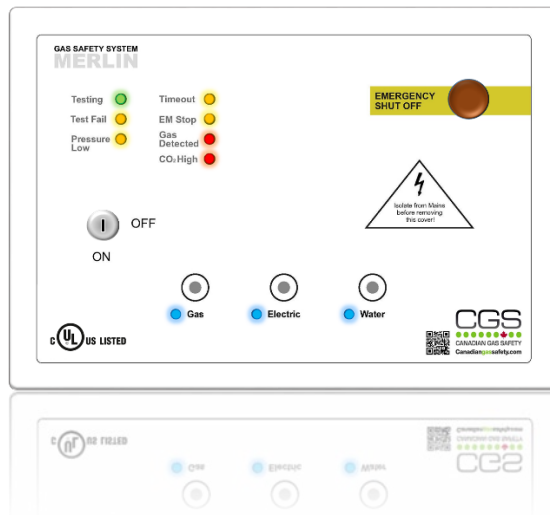 GAS SAFETY SYSTEM
MERLIN
Testing
Timeout
Test Fail
EM Stop
Pressure
Low
Gas
Detected
CO₂ High
EMERGENCY
SHUT OFF
Isolate from Mains
before removing
this cover!
OFF
ON
Gas
Electric
Water
C UL US LISTED
CGS
CANADIAN GAS SAFETY
Canadiangassafety.com